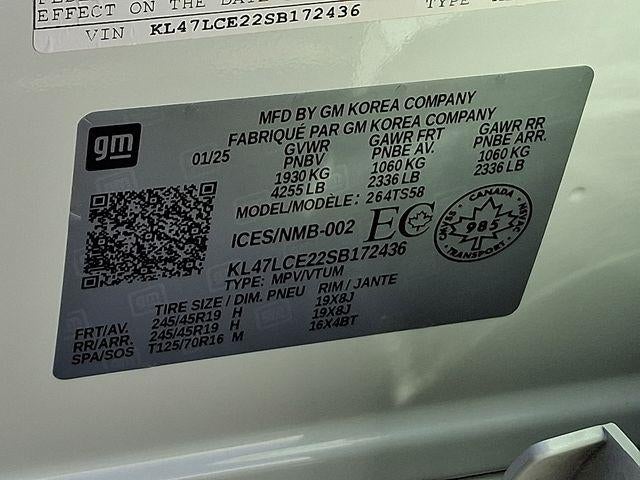 EFFECT ON THE DATE
TYPE
VIN KL47LCE22SB172436
gm
MFD BY GM KOREA COMPANY
FABRIQUÉ PAR GM KOREA COMPANY
01/25 GVWR GAWR FRT GAWR RR
PNBV PNBE AV. PNBE ARR.
1930 KG 1060 KG 1060 KG
4255 LB 2336 LB 2336 LB
MODEL/MODÈLE: 264TS58
ICES/NMB-002 EC
CANADA
985
TRANSPORT
KL47LCE22SB172436
TYPE: MPV/VTUM
TIRE SIZE / DIM. PNEU RIM / JANTE
FRT/AV. 245/45R19 H 19X8J
RR/ARR. 245/45R19 H 19X8J
SPA/SOS T125/70R16 M 16X4BT